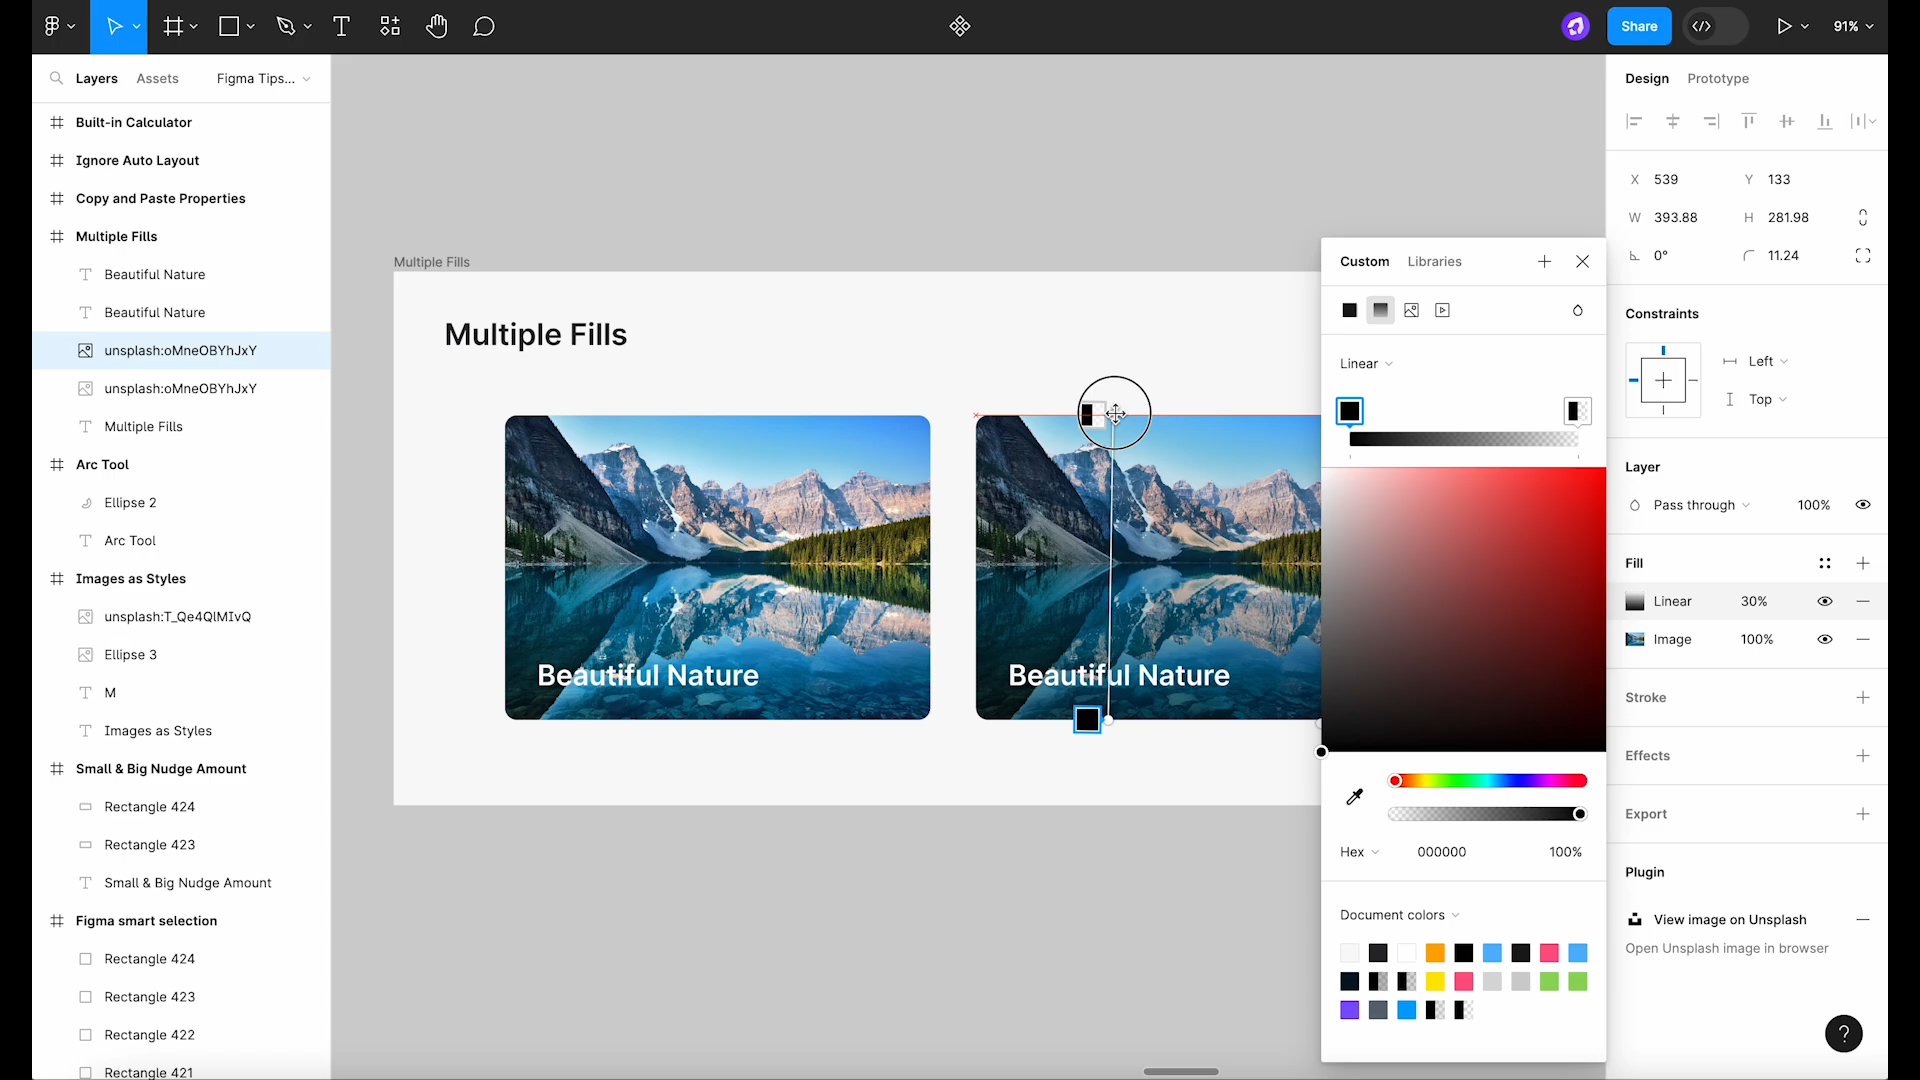 Share
91%
Layers
Assets
Figma Tips...
Built-in Calculator
Ignore Auto Layout
Copy and Paste Properties
Multiple Fills
Beautiful Nature
Beautiful Nature
unsplash:oMneOBYhJxY
unsplash:oMneOBYhJxY
Multiple Fills
Arc Tool
Ellipse 2
Arc Tool
Images as Styles
unsplash:T_Qe4QlMIvQ
Ellipse 3
M
Images as Styles
Small & Big Nudge Amount
Rectangle 424
Rectangle 423
Small & Big Nudge Amount
Figma smart selection
Rectangle 424
Rectangle 423
Rectangle 422
Rectangle 421
Multiple Fills
Multiple Fills
Beautiful Nature
Beautiful Nature
Custom
Libraries
Linear
Hex
000000
100%
Document colors
Design
Prototype
X 539
Y 133
W 393.88
H 281.98
0°
11.24
Constraints
Left
Top
Layer
Pass through
100%
Fill
Linear
30%
Image
100%
Stroke
Effects
Export
Plugin
View image on Unsplash
Open Unsplash image in browser
?